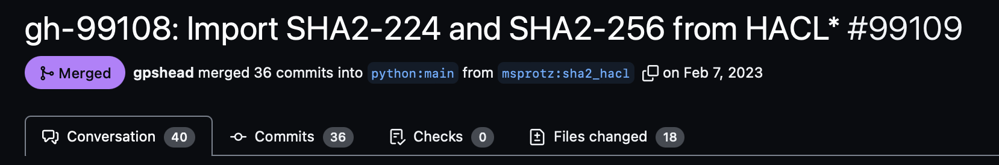 gh-99108: Import SHA2-224 and SHA2-256 from HACL* #99109
Merged gpshead merged 36 commits into python:main from msprotz:sha2_hacl on Feb 7, 2023
Conversation 40 Commits 36 Checks 0 Files changed 18